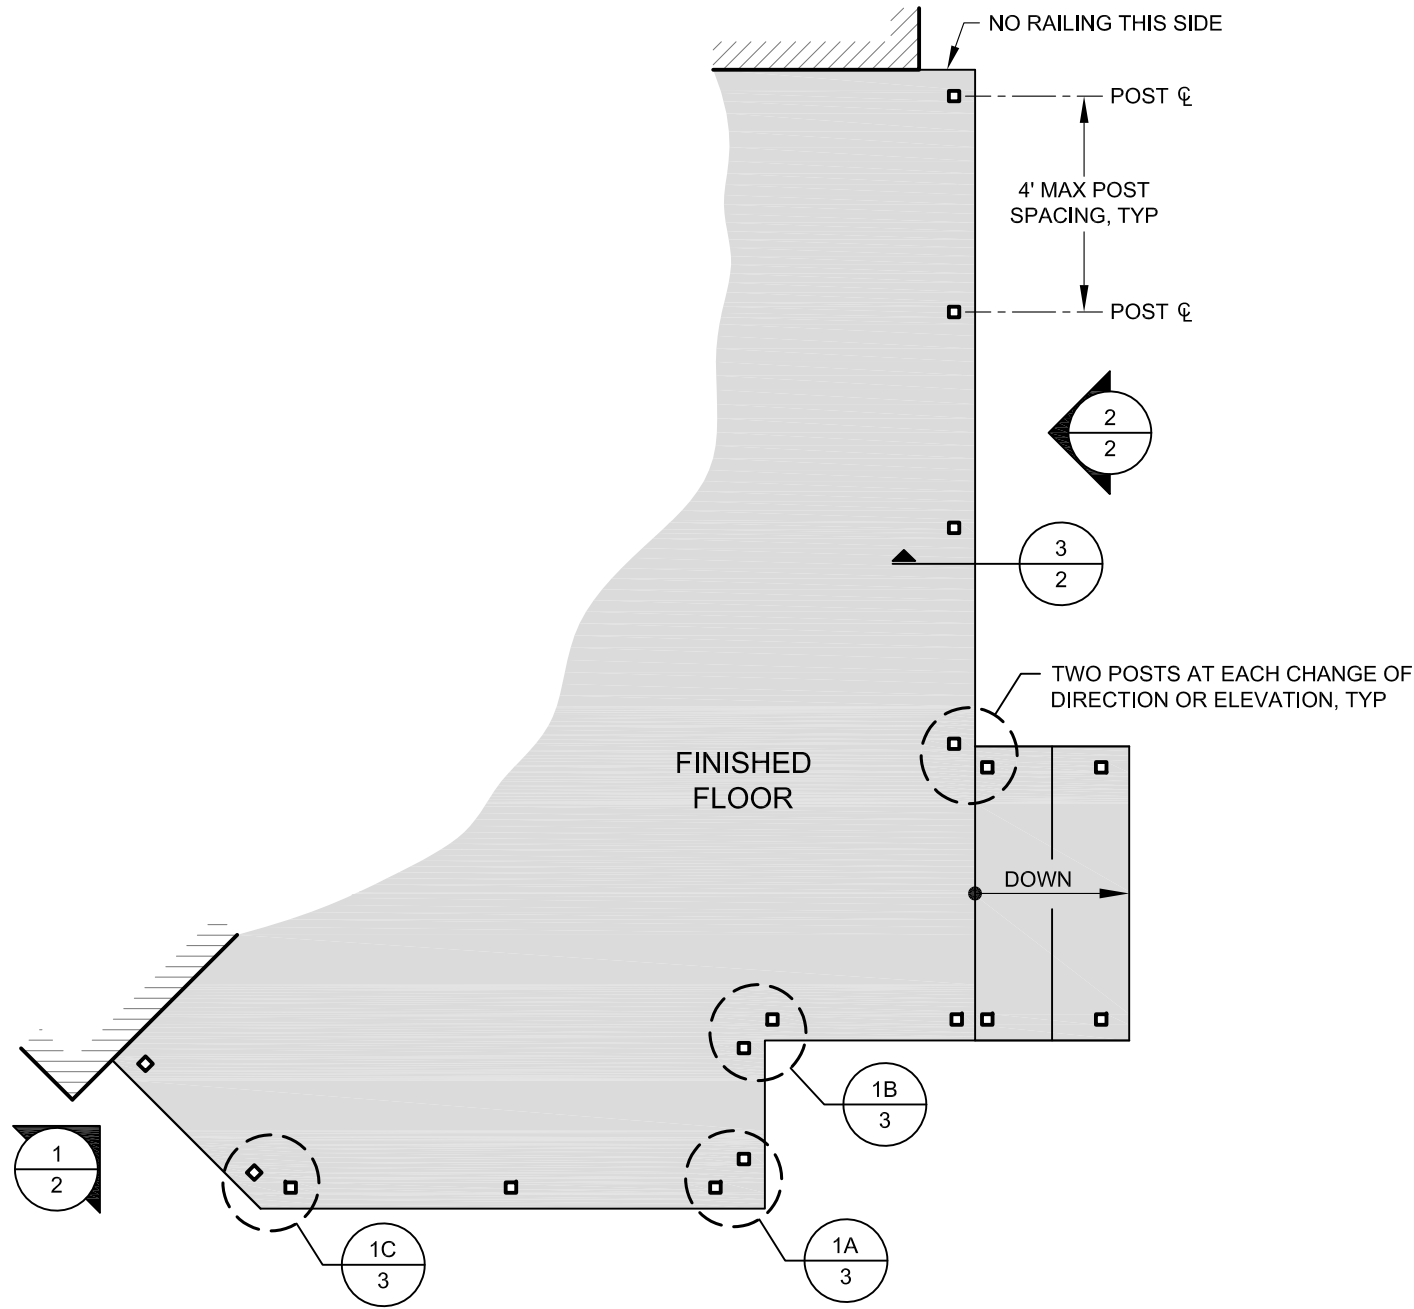 NO RAILING THIS SIDE
POST ℄
4' MAX POST
SPACING, TYP
POST ℄
2
2
3
2
TWO POSTS AT EACH CHANGE OF
DIRECTION OR ELEVATION, TYP
FINISHED
FLOOR
DOWN
1B
3
1
2
1C
3
1A
3